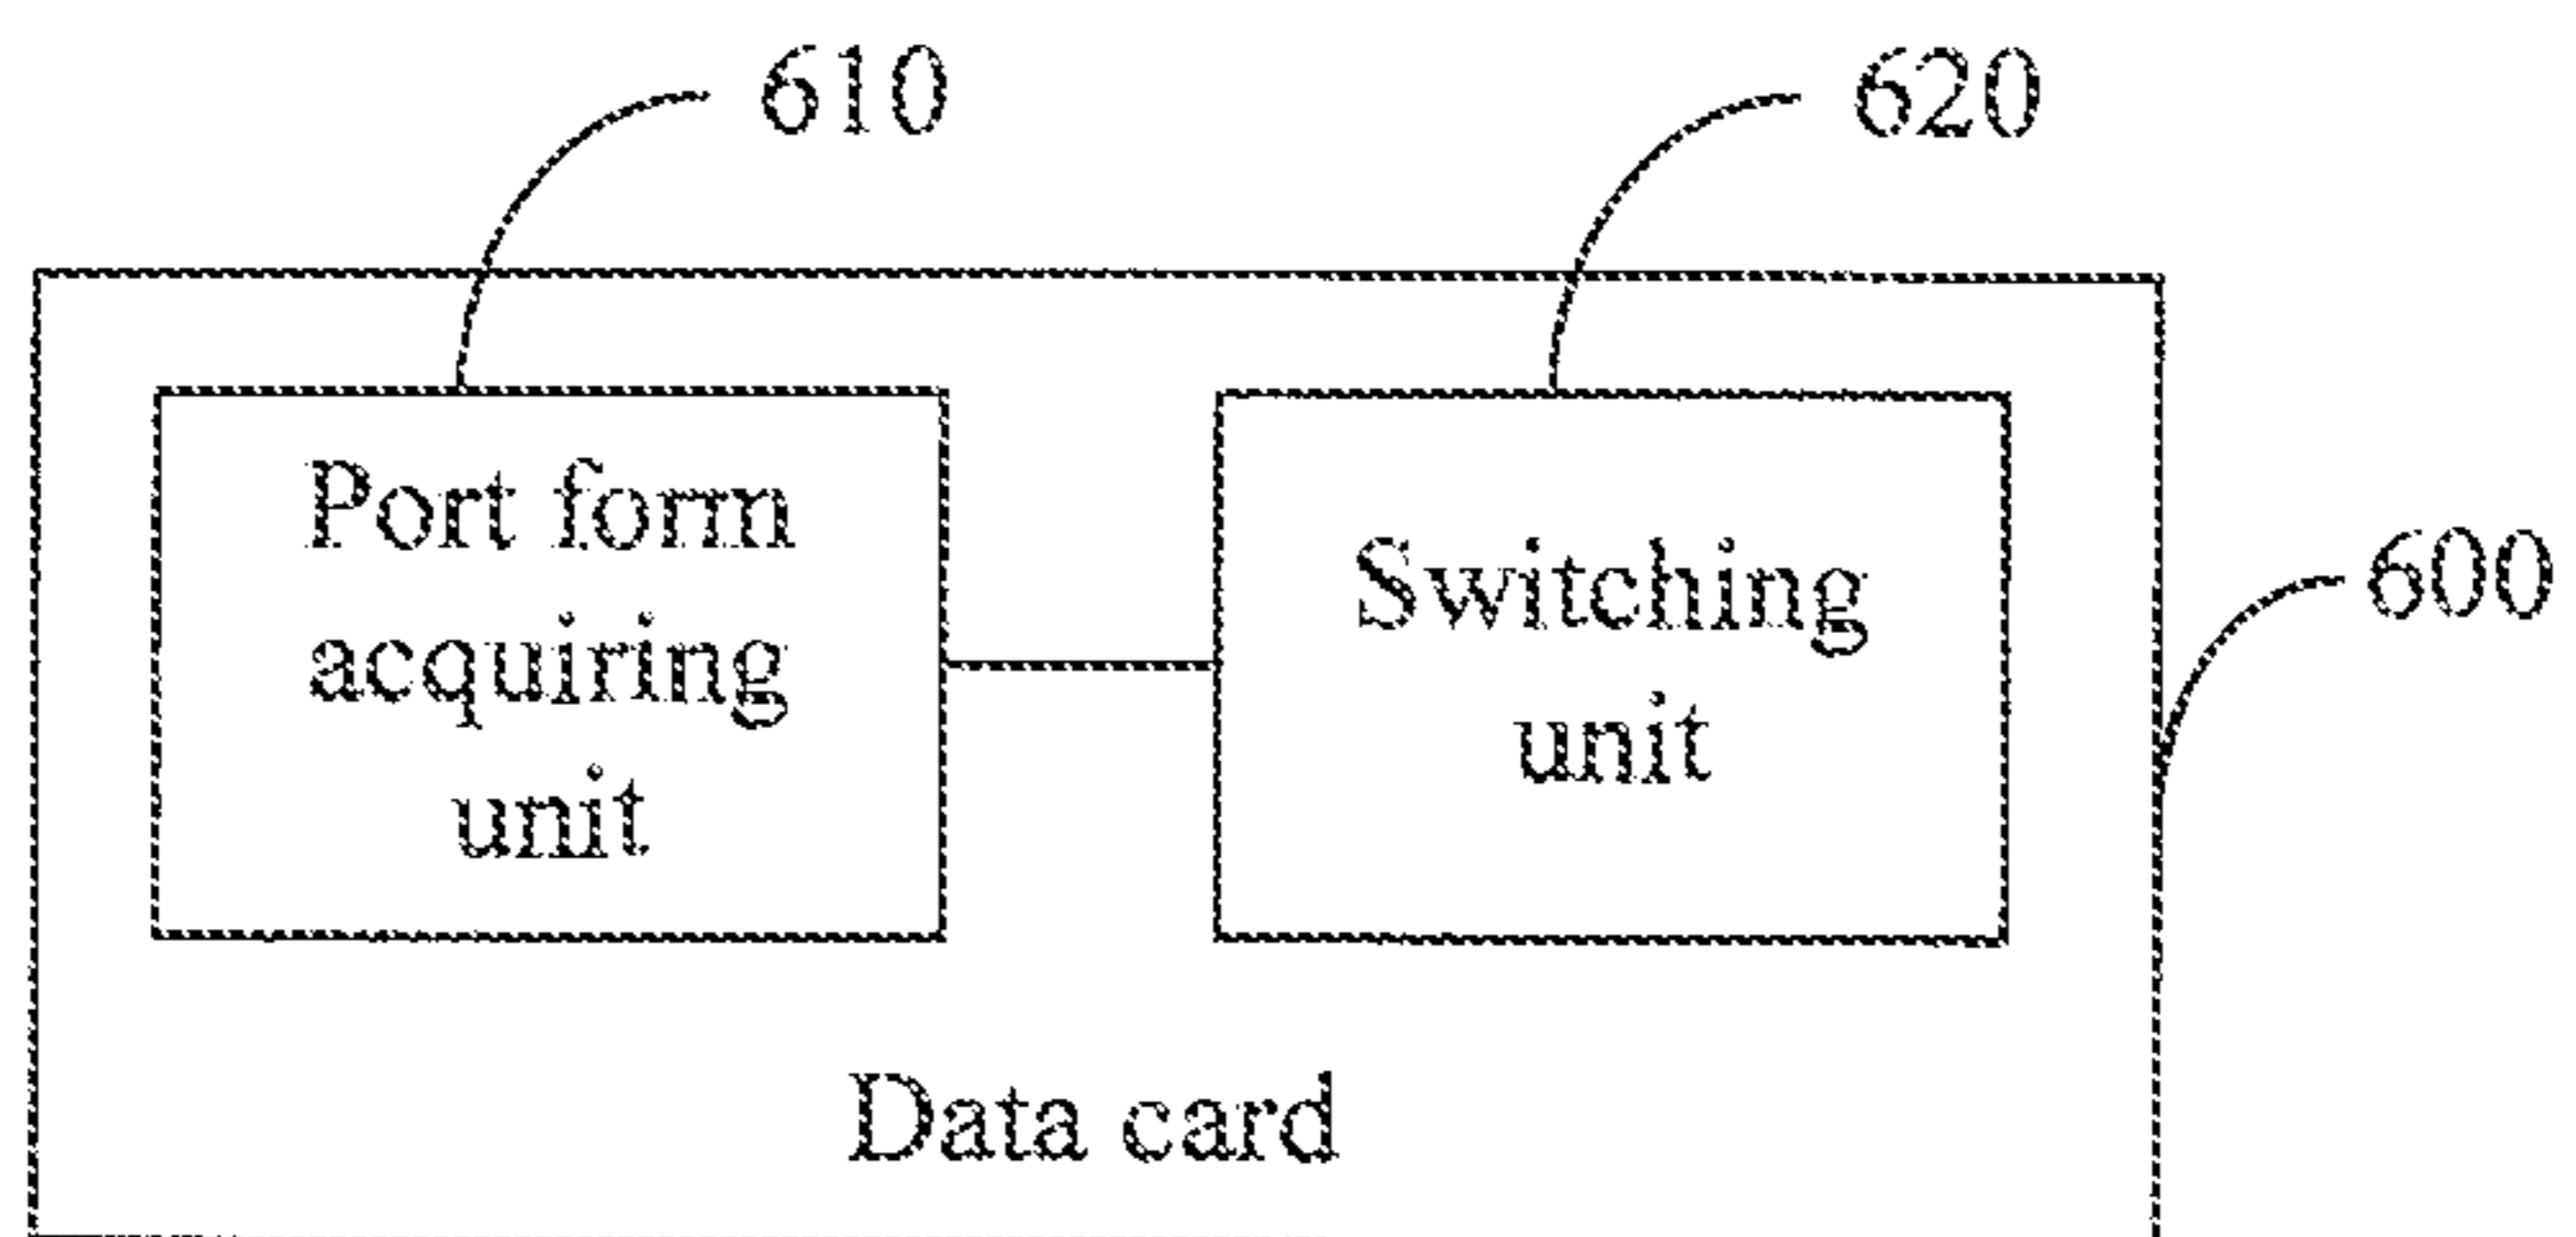 610
620
Port form
acquiring
unit
Switching
unit
600
Data card